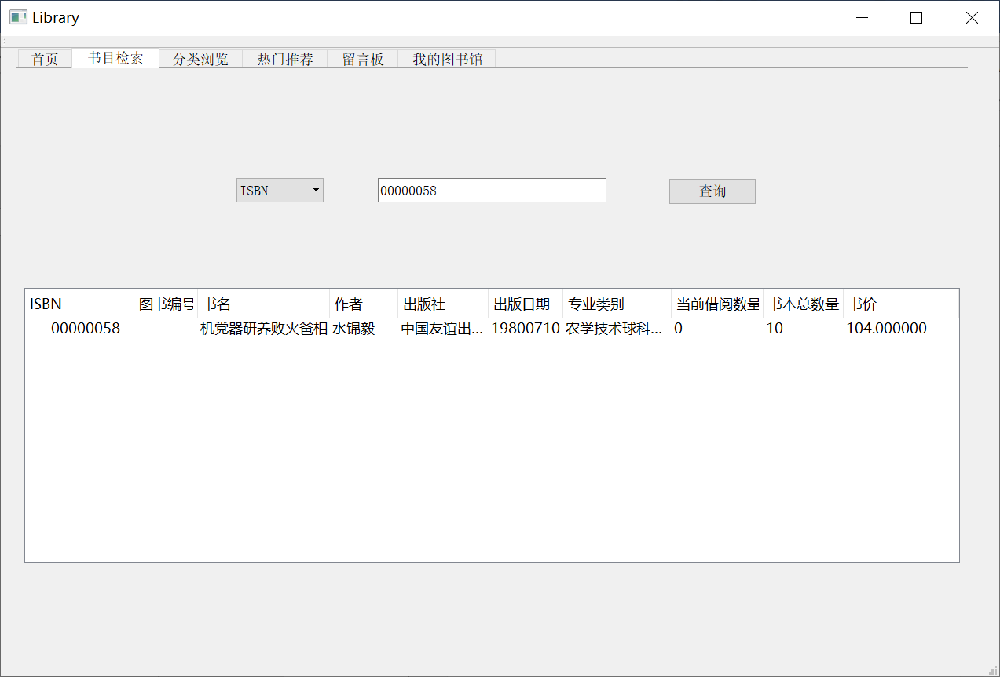 Library
首页 书目检索 分类浏览 热门推荐 留言板 我的图书馆
ISBN 00000058 查询
ISBN 图书编号 书名 作者 出版社 出版日期 专业类别 当前借阅数量 书本总数量 书价
00000058 机党器研养败火爸相 水锦毅 中国友谊出... 19800710 农学技术球科... 0 10 104.000000